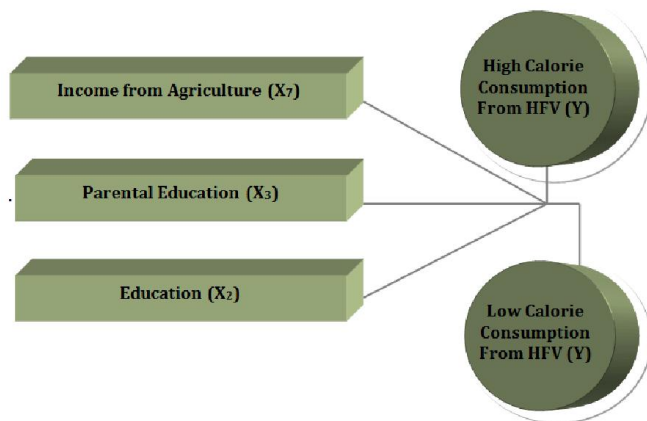 Income from Agriculture (X₇)
Parental Education (X₃)
Education (X₂)
High Calorie
Consumption
From HFV (Y)
Low Calorie
Consumption
From HFV (Y)